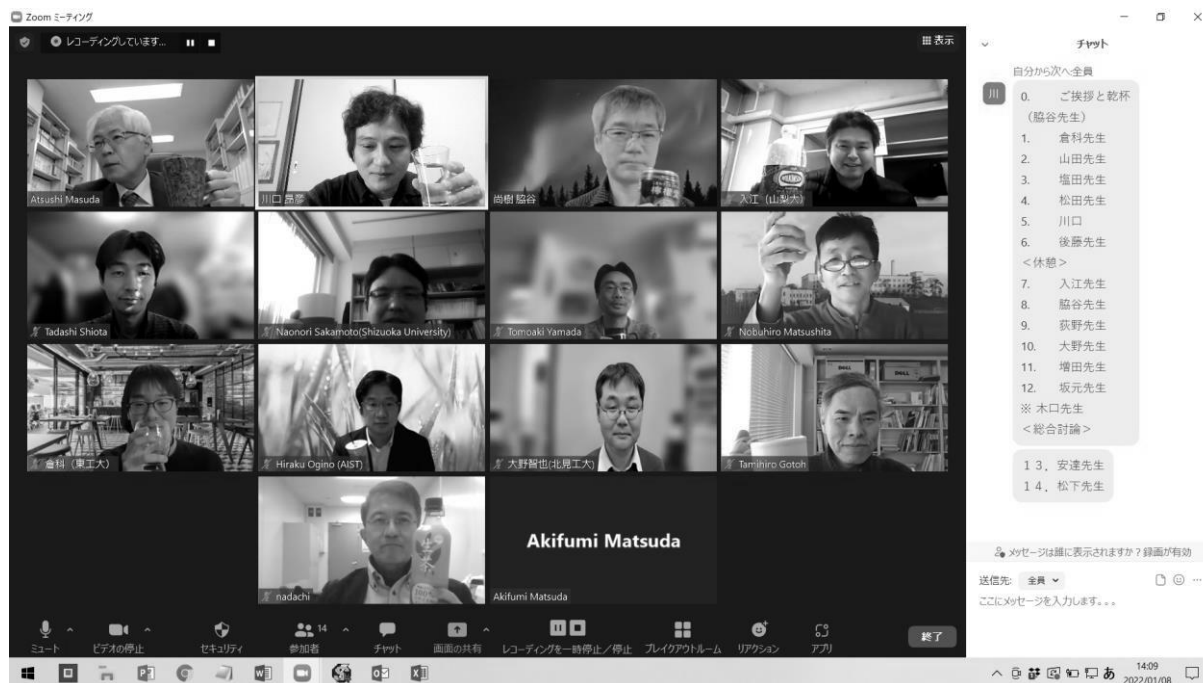 Zoom ミーティング
レコーディングしています...
表示
Atsushi Masuda
川口 昂彦
尚樹 脇谷
入江（山梨大）
Tadashi Shiota
Naonori Sakamoto(Shizuoka University)
Tomoaki Yamada
Nobuhiro Matsushita
倉科（東工大）
Hiraku Ogino (AIST)
大野智也(北見工大)
DELL
Tamihiro Gotoh
nadachi
Akifumi Matsuda
Akifumi Matsuda
ミュート
ビデオの停止
セキュリティ
14
参加者
チャット
画面の共有
レコーディングを一時停止／停止
ブレイクアウトルーム
リアクション
アプリ
終了
チャット
自分から次へ:全員
川
0. ご挨拶と乾杯
（脇谷先生）
1. 倉科先生
2. 山田先生
3. 塩田先生
4. 松田先生
5. 川口
6. 後藤先生
＜休憩＞
7. 入江先生
8. 脇谷先生
9. 荻野先生
10. 大野先生
11. 増田先生
12. 坂元先生
※ 木口先生
＜総合討論＞
１３，安達先生
１４，松下先生
メッセージは誰に表示されますか？録画が有効
送信先: 全員
ここにメッセージを入力します。。。
あ
14:09
2022/01/08